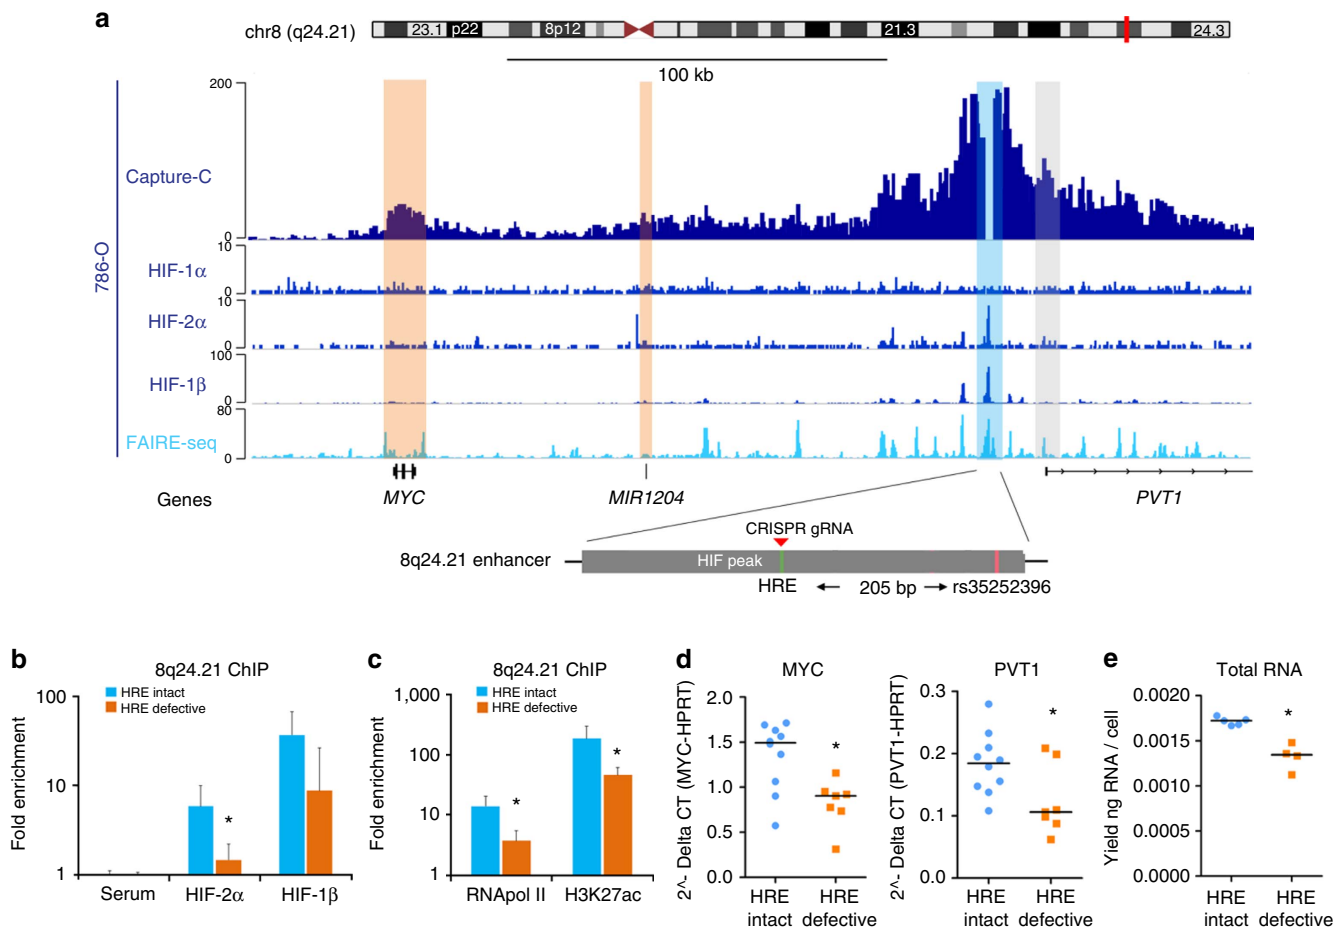 a
chr8 (q24.21)
23.1 p22 8p12 21.3 24.3
100 kb
786-O
200
Capture-C
0
10
HIF-1α
0
10
HIF-2α
0
100
HIF-1β
0
80
FAIRE-seq
0
Genes MYC MIR1204 PVT1
CRISPR gRNA
8q24.21 enhancer HIF peak
HRE 205 bp rs35252396
b
8q24.21 ChIP
HRE intact
HRE defective
Fold enrichment
100
10
1
Serum HIF-2α HIF-1β
*
c
8q24.21 ChIP
HRE intact
HRE defective
Fold enrichment
1,000
100
10
1
* *
RNApol II H3K27ac
d
MYC
2^- Delta CT (MYC-HPRT)
2.0
1.5
1.0
0.5
0.0
*
HRE intact HRE defective
PVT1
2^- Delta CT (PVT1-HPRT)
0.3
0.2
0.1
0.0
*
HRE intact HRE defective
e
Total RNA
Yield ng RNA / cell
0.0020
0.0015
0.0010
0.0005
0.0000
*
HRE intact HRE defective